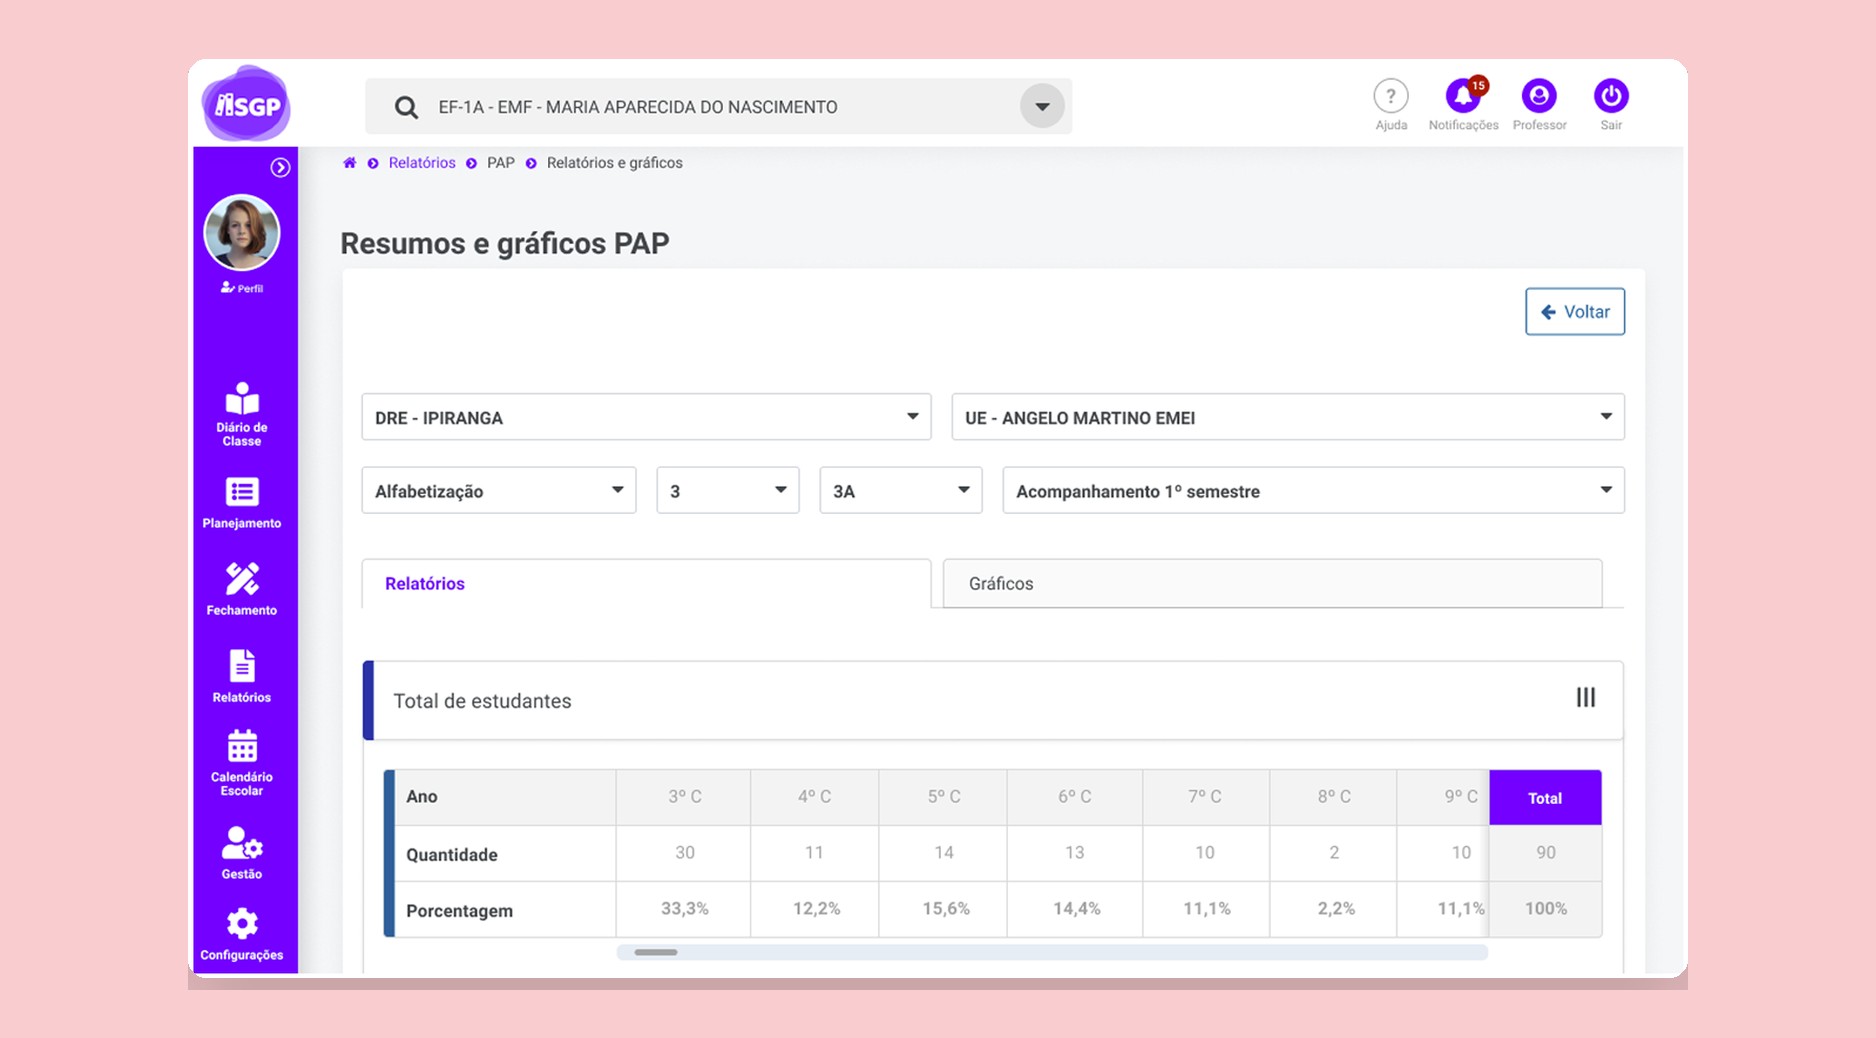 SGP
EF-1A - EMF - MARIA APARECIDA DO NASCIMENTO
?
15
Ajuda
Notificações
Professor
Sair
Relatórios
PAP
Relatórios e gráficos
Perfil
Diário de
Classe
Planejamento
Fechamento
Relatórios
Calendário
Escolar
Gestão
Configurações
Resumos e gráficos PAP
Voltar
DRE - IPIRANGA
UE - ANGELO MARTINO EMEI
Alfabetização
3
3A
Acompanhamento 1º semestre
Relatórios
Gráficos
Total de estudantes
Ano 3º C 4º C 5º C 6º C 7º C 8º C 9º C Total
Quantidade 30 11 14 13 10 2 10 90
Porcentagem 33,3% 12,2% 15,6% 14,4% 11,1% 2,2% 11,1% 100%